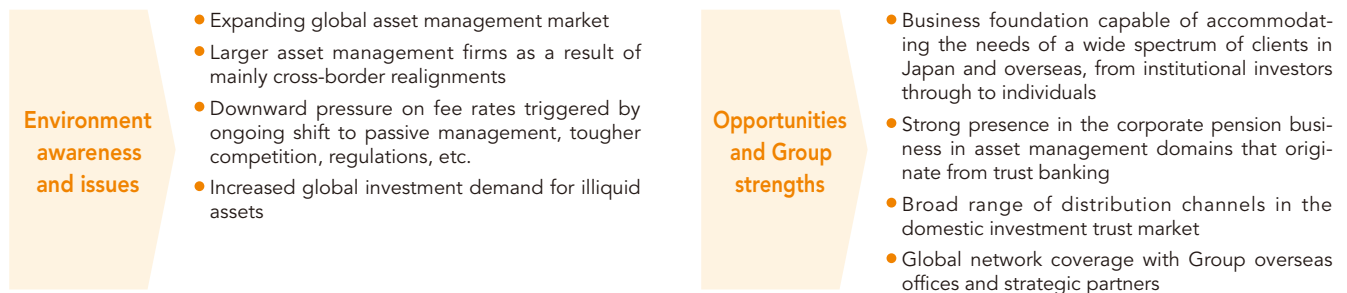 Environment
awareness
and issues
• Expanding global asset management market
• Larger asset management firms as a result of
mainly cross-border realignments
• Downward pressure on fee rates triggered by
ongoing shift to passive management, tougher
competition, regulations, etc.
• Increased global investment demand for illiquid
assets
Opportunities
and Group
strengths
• Business foundation capable of accommodat-
ing the needs of a wide spectrum of clients in
Japan and overseas, from institutional investors
through to individuals
• Strong presence in the corporate pension busi-
ness in asset management domains that origi-
nate from trust banking
• Broad range of distribution channels in the
domestic investment trust market
• Global network coverage with Group overseas
offices and strategic partners